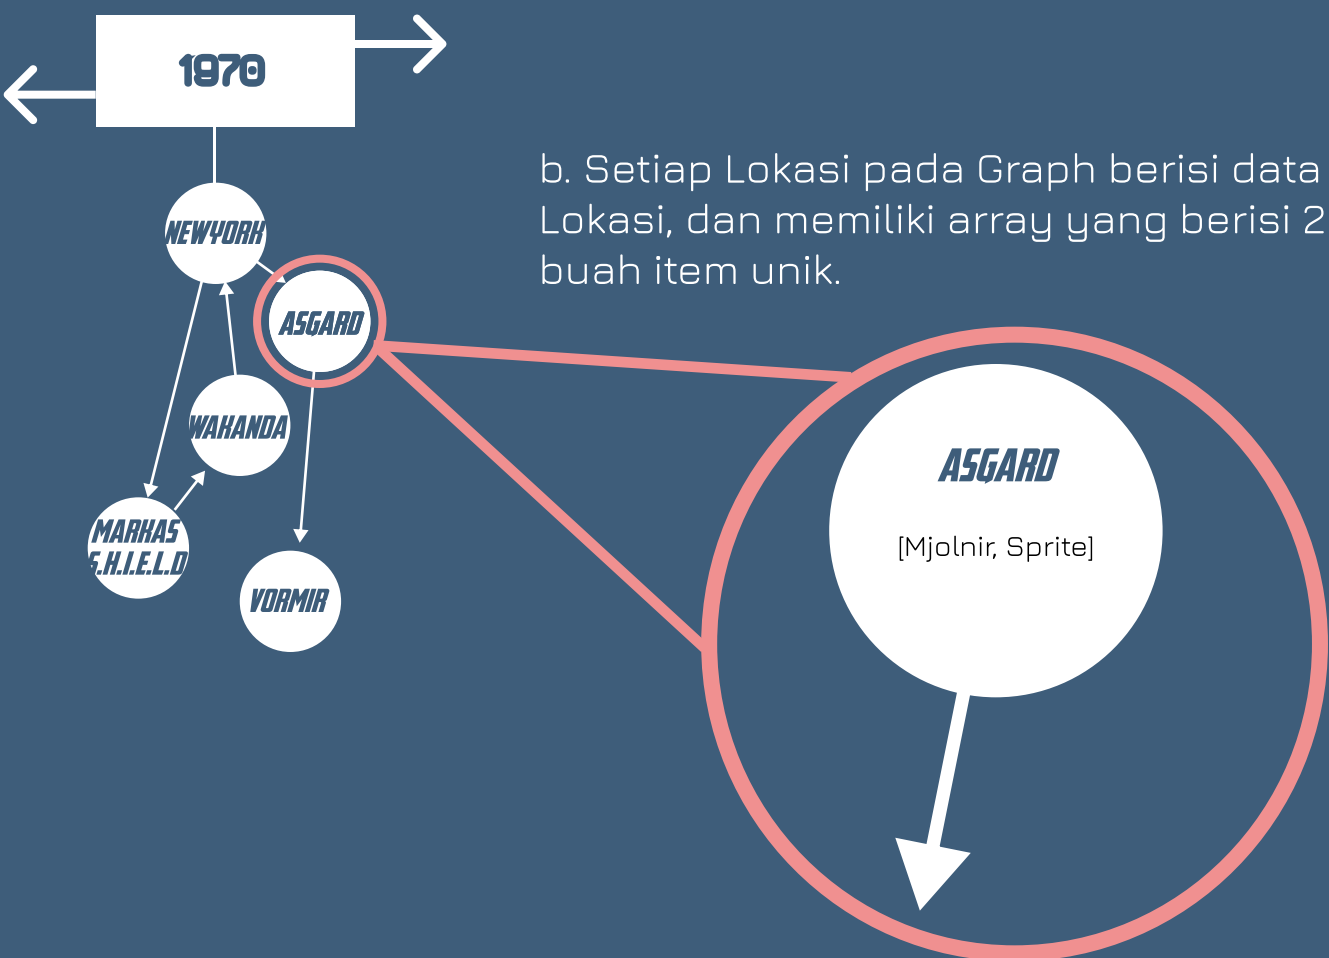 1970
NEWYORK
ASGARD
WAKANDA
MARKAS
S.H.I.E.L.D
VORMIR
b. Setiap Lokasi pada Graph berisi data
Lokasi, dan memiliki array yang berisi 2
buah item unik.
ASGARD
[Mjolnir, Sprite]